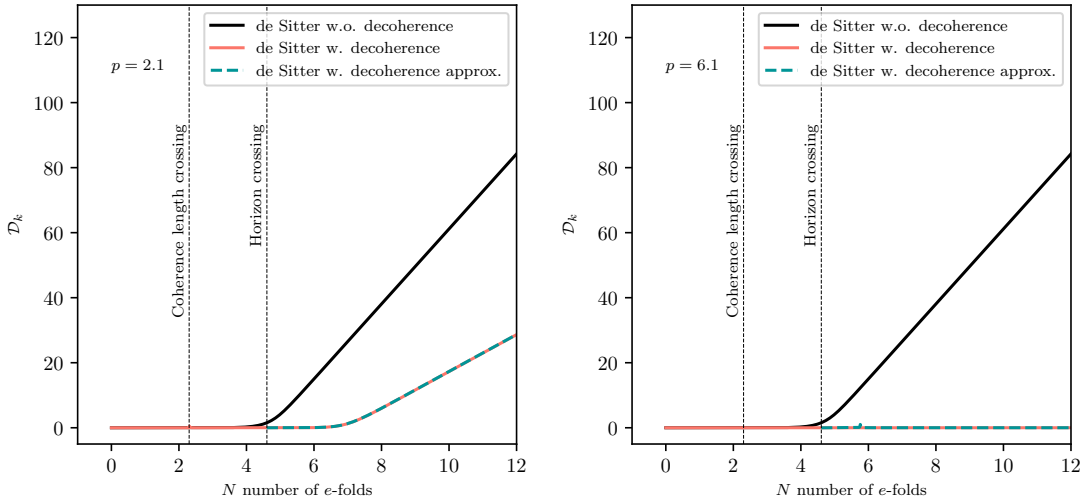 de Sitter w.o. decoherence
de Sitter w. decoherence
de Sitter w. decoherence approx.
p = 2.1
Coherence length crossing
Horizon crossing
120
100
80
60
40
20
0
𝒟ₖ
0 2 4 6 8 10 12
N number of e-folds
de Sitter w.o. decoherence
de Sitter w. decoherence
de Sitter w. decoherence approx.
p = 6.1
Coherence length crossing
Horizon crossing
120
100
80
60
40
20
0
𝒟ₖ
0 2 4 6 8 10 12
N number of e-folds